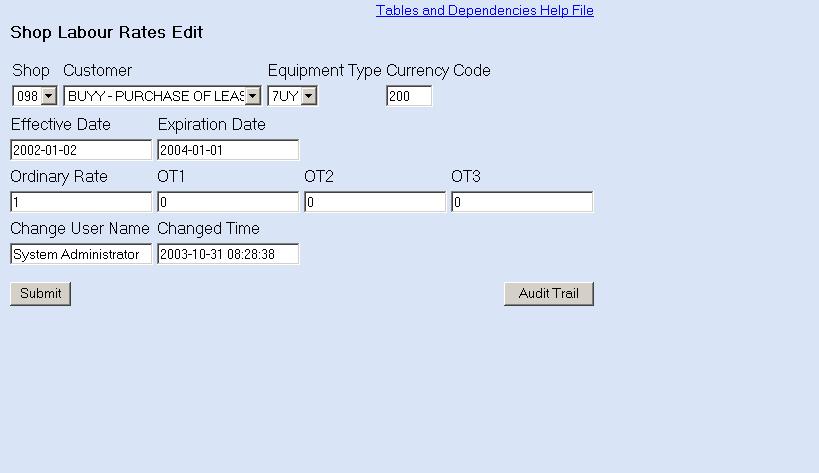 Tables and Dependencies Help File
Shop Labour Rates Edit
Shop Customer Equipment Type Currency Code
098 BUYY - PURCHASE OF LEAS 7UY 200
Effective Date Expiration Date
2002-01-02 2004-01-01
Ordinary Rate OT1 OT2 OT3
1 0 0 0
Change User Name Changed Time
System Administrator 2003-10-31 08:28:38
Submit Audit Trail